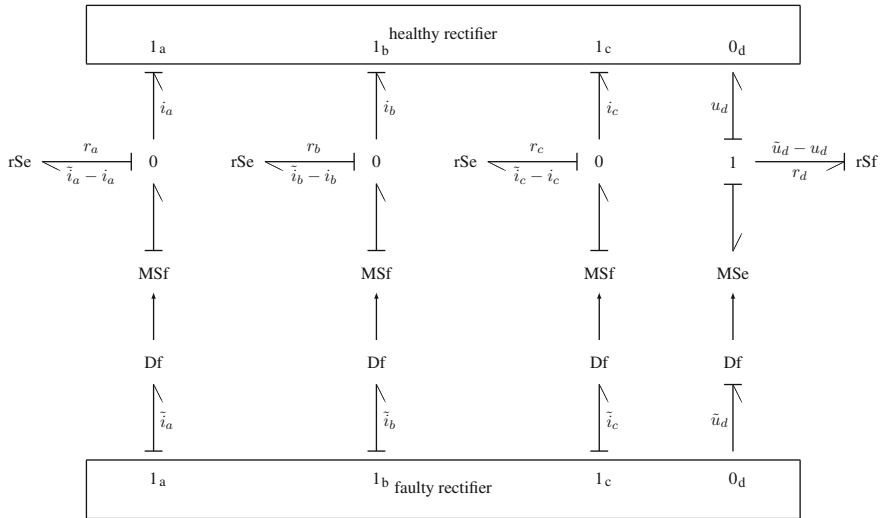 healthy rectifier
1a 1b 1c 0d
ia ib ic ud
rSe ra ĩa − ia 0 rSe rb ĩb − ib 0 rSe rc ĩc − ic 0 1 ũd − ud rd rSf
MSf MSf MSf MSe
Df Df Df Df
ĩa ĩb ĩc ũd
1a 1b 1c 0d
faulty rectifier